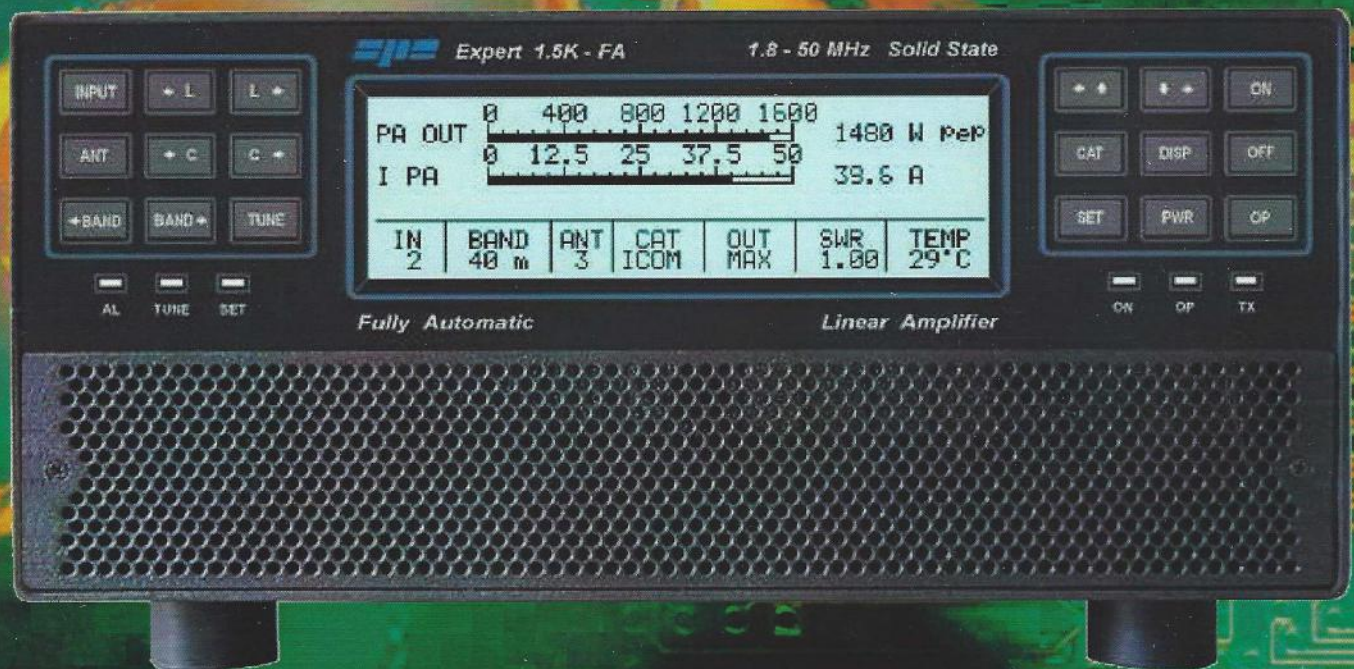 spe Expert 1.5K - FA 1.8 - 50 MHz Solid State
INPUT ← L L →
ANT ← C C →
←BAND BAND→ TUNE
AL TUNE SET
0 400 800 1200 1600
PA OUT 1480 W pep
0 12.5 25 37.5 50
I PA 39.6 A
IN BAND ANT CAT OUT SWR TEMP
2 40 m 3 ICOM MAX 1.00 29°C
Fully Automatic Linear Amplifier
← ↑ ↓ → ON
CAT DISP OFF
SET PWR OP
ON OP TX